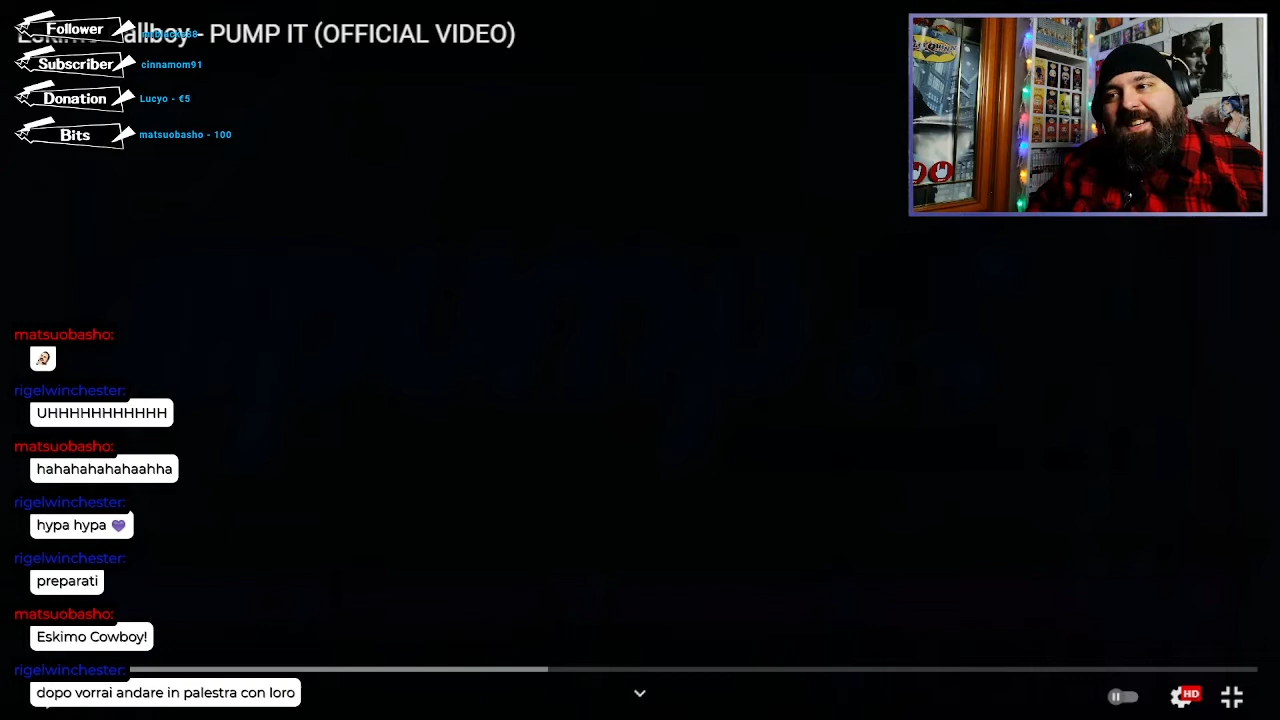 - PUMP IT (OFFICIAL VIDEO)
Follower
Subscriber cinnamom91
Donation Lucyo - €5
Bits matsuobasho - 100
matsuobasho:
rigelwinchester:
UHHHHHHHHHHH
matsuobasho:
hahahahahahaahha
rigelwinchester:
hypa hypa 💜
rigelwinchester:
preparati
matsuobasho:
Eskimo Cowboy!
rigelwinchester:
dopo vorrai andare in palestra con loro
HD